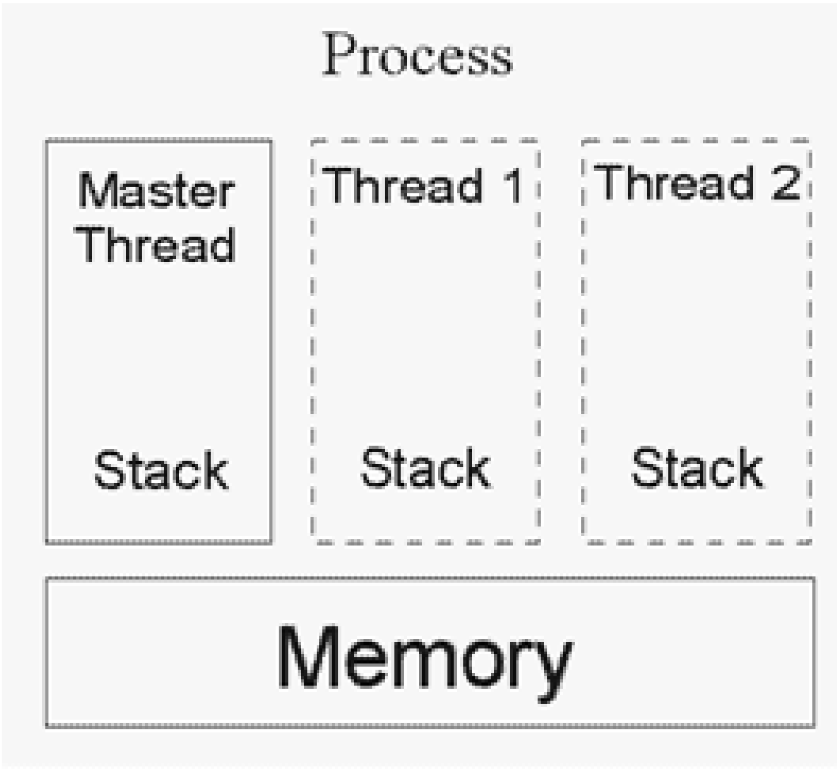 Process
Master
Thread
Stack
Thread 1
Stack
Thread 2
Stack
Memory